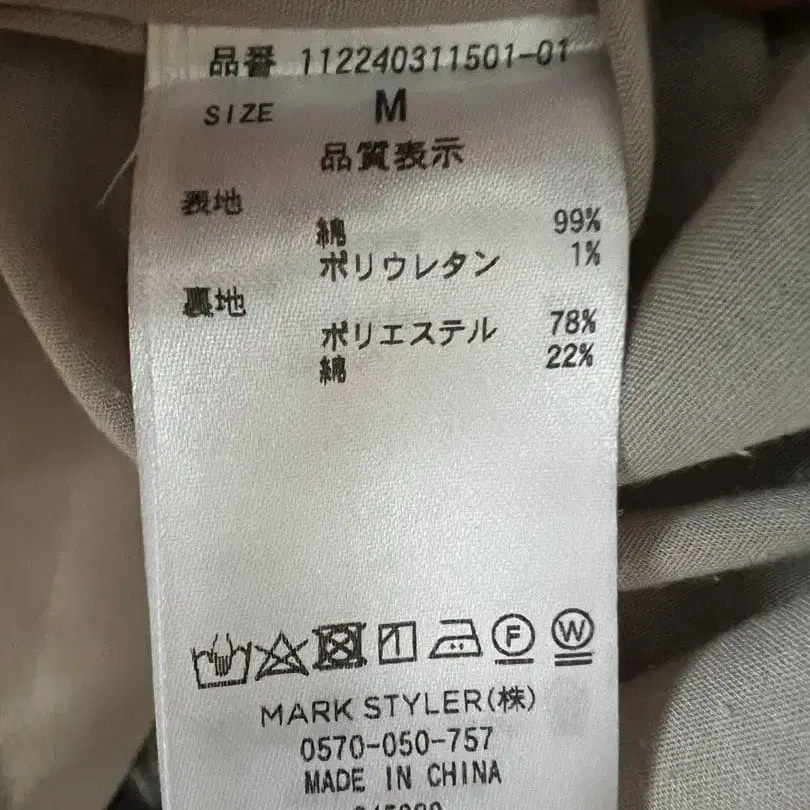 品番 112240311501-01
SIZE M
品質表示
表地
綿 99%
ポリウレタン 1%
裏地
ポリエステル 78%
綿 22%
F W
MARK STYLER(株)
0570-050-757
MADE IN CHINA